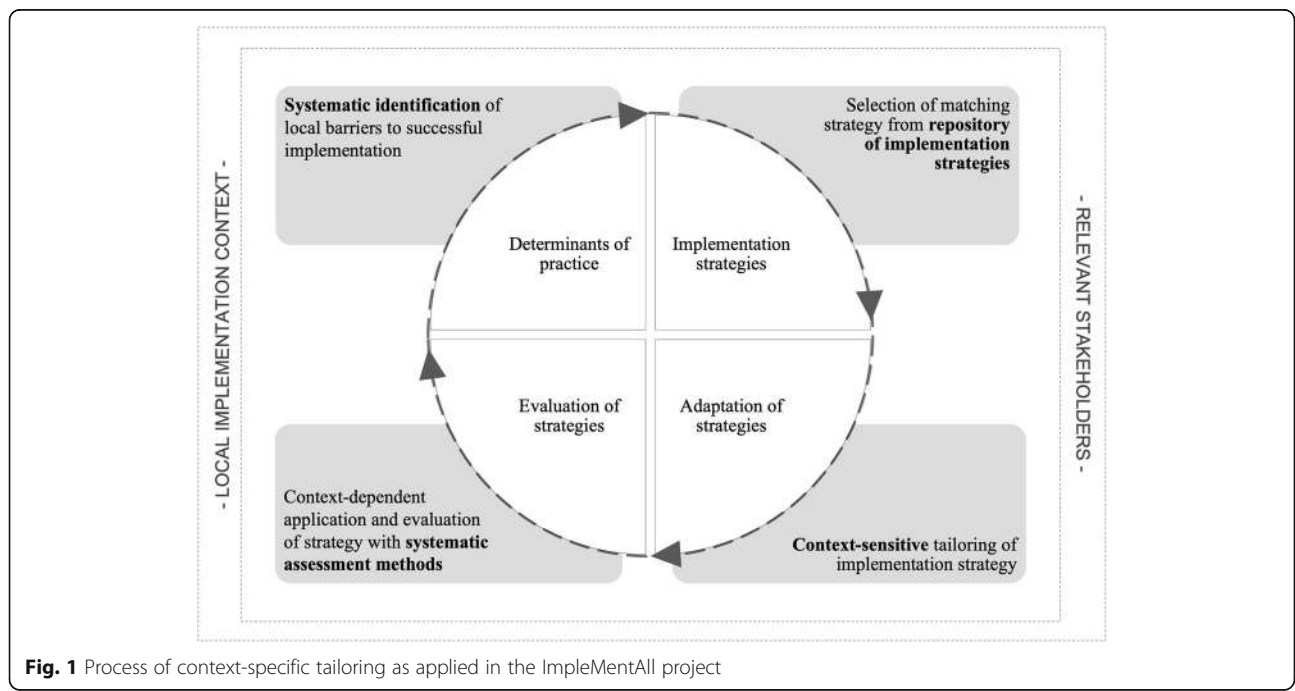 - LOCAL IMPLEMENTATION CONTEXT -
Systematic identification of
local barriers to successful
implementation
Selection of matching
strategy from repository
of implementation
strategies
Determinants of
practice
Implementation
strategies
Evaluation of
strategies
Adaptation of
strategies
Context-dependent
application and evaluation
of strategy with systematic
assessment methods
Context-sensitive tailoring of
implementation strategy
- RELEVANT STAKEHOLDERS -
Fig. 1 Process of context-specific tailoring as applied in the ImpleMentAll project